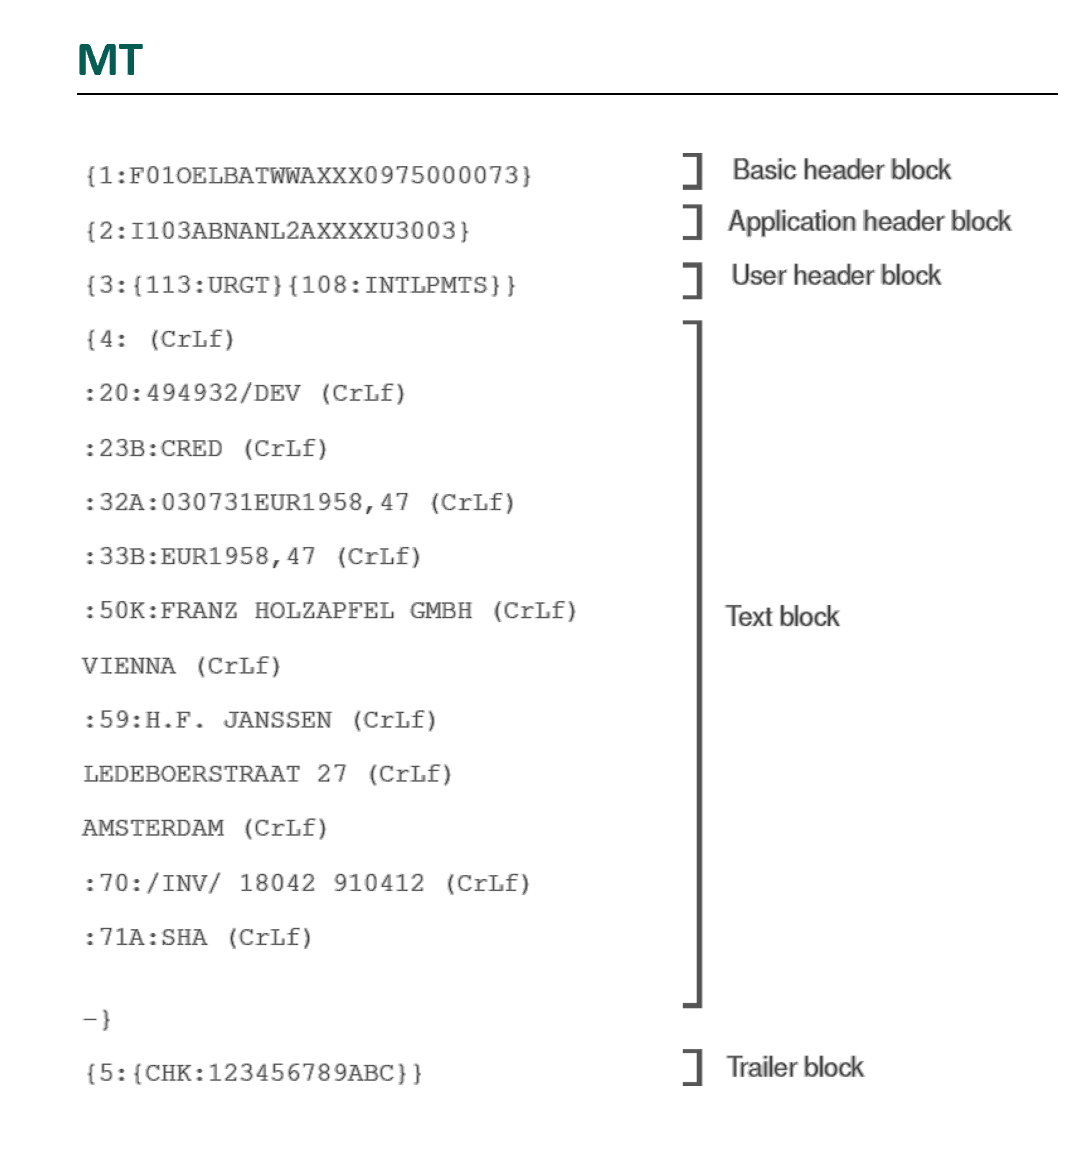 MT
{1:F01OELBATWWAXXX0975000073} Basic header block
{2:I103ABNANL2AXXXXU3003} Application header block
{3:{113:URGT}{108:INTLPMTS}} User header block
{4: (CrLf)
:20:494932/DEV (CrLf)
:23B:CRED (CrLf)
:32A:030731EUR1958,47 (CrLf)
:33B:EUR1958,47 (CrLf)
:50K:FRANZ HOLZAPFEL GMBH (CrLf) Text block
VIENNA (CrLf)
:59:H.F. JANSSEN (CrLf)
LEDEBOERSTRAAT 27 (CrLf)
AMSTERDAM (CrLf)
:70:/INV/ 18042 910412 (CrLf)
:71A:SHA (CrLf)
–}
{5:{CHK:123456789ABC}} Trailer block